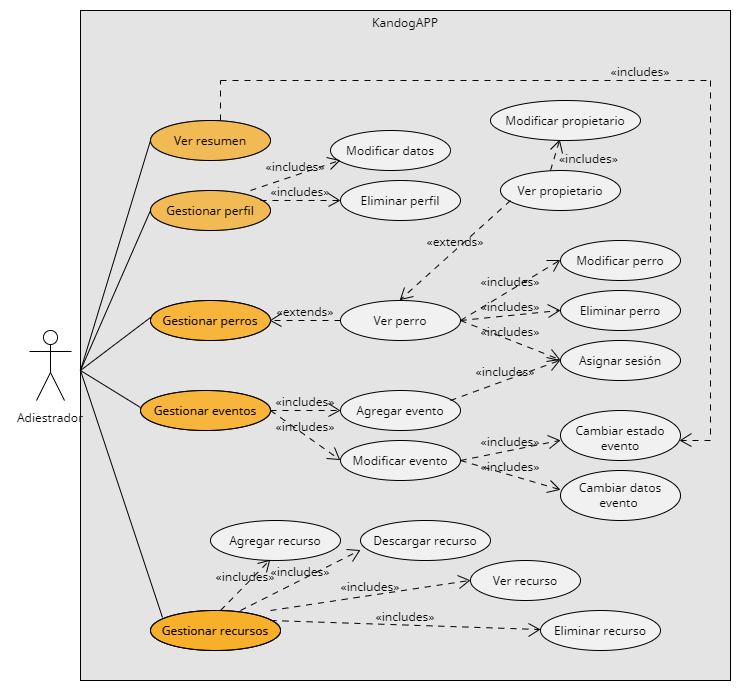 KandogAPP
«includes»
Modificar propietario
Ver resumen
Modificar datos
«includes»
«includes»
Ver propietario
«includes»
Eliminar perfil
Gestionar perfil
«extends»
Modificar perro
«includes»
Eliminar perro
«includes»
Gestionar perros
«extends»
Ver perro
«includes»
Asignar sesión
«includes»
Adiestrador
Gestionar eventos
«includes»
Agregar evento
«includes»
Cambiar estado
evento
«includes»
Modificar evento
«includes»
Cambiar datos
evento
Agregar recurso
Descargar recurso
«includes»
«includes»
Ver recurso
«includes»
Gestionar recursos
«includes»
Eliminar recurso